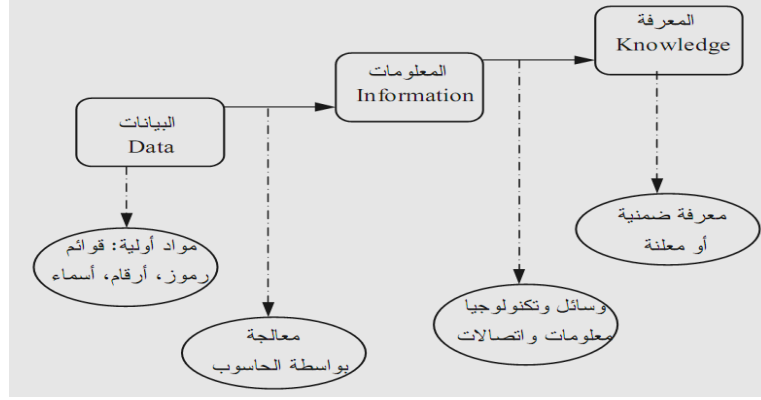 المعرفة
Knowledge
المعلومات
Information
البيانات
Data
معرفة ضمنية
أو معلنة
مواد أولية: قوائم
رموز، أرقام، أسماء
وسائل وتكنولوجيا
معلومات واتصالات
معالجة
بواسطة الحاسوب